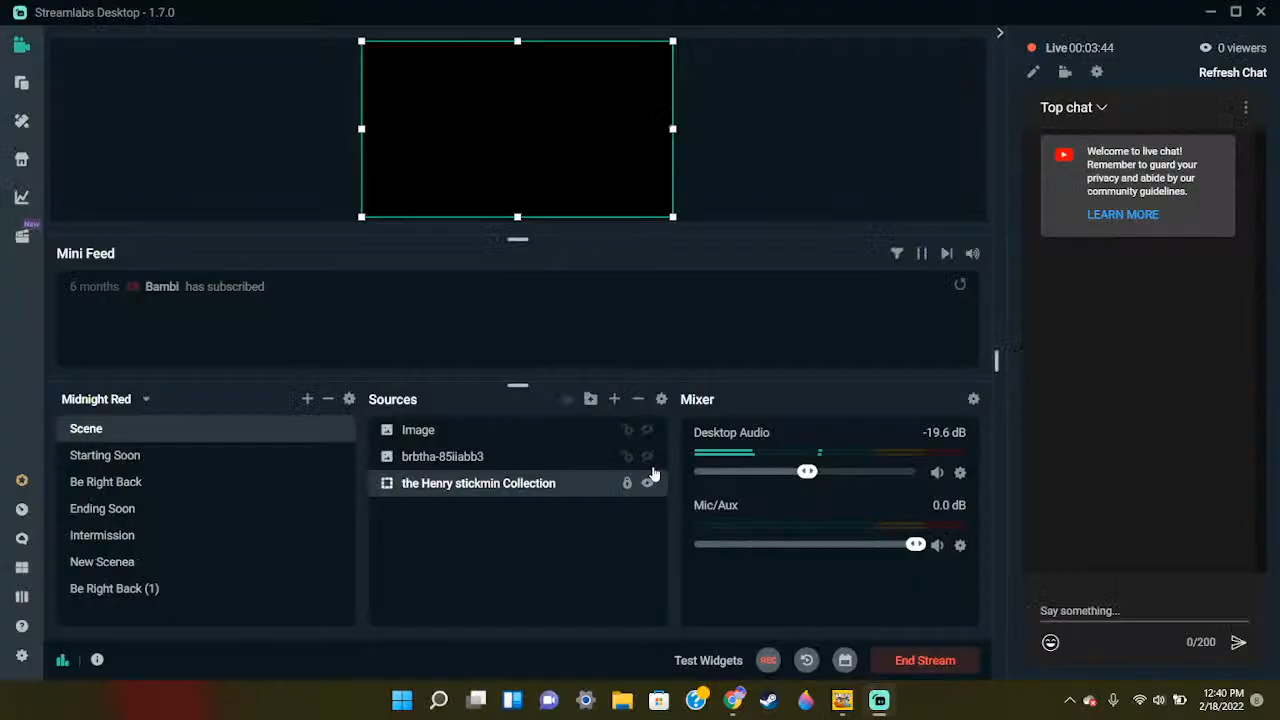 Streamlabs Desktop - 1.7.0
Live 00:03:44
0 viewers
Refresh Chat
Top chat
Welcome to live chat!
Remember to guard your
privacy and abide by our
community guidelines.
LEARN MORE
New
Mini Feed
6 months Bambi has subscribed
Midnight Red
Scene
Starting Soon
Be Right Back
Ending Soon
Intermission
New Scenea
Be Right Back (1)
Sources
Image
brbtha-85iiabb3
the Henry stickmin Collection
Mixer
Desktop Audio -19.6 dB
Mic/Aux 0.0 dB
Say something...
0/200
Test Widgets
REC
End Stream
12:40 PM
2/18/2022
8